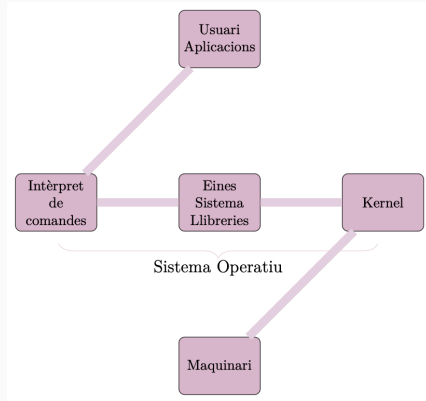 Usuari
Aplicacions
Intèrpret
de
comandes
Eines
Sistema
Llibreries
Kernel
Sistema Operatiu
Maquinari